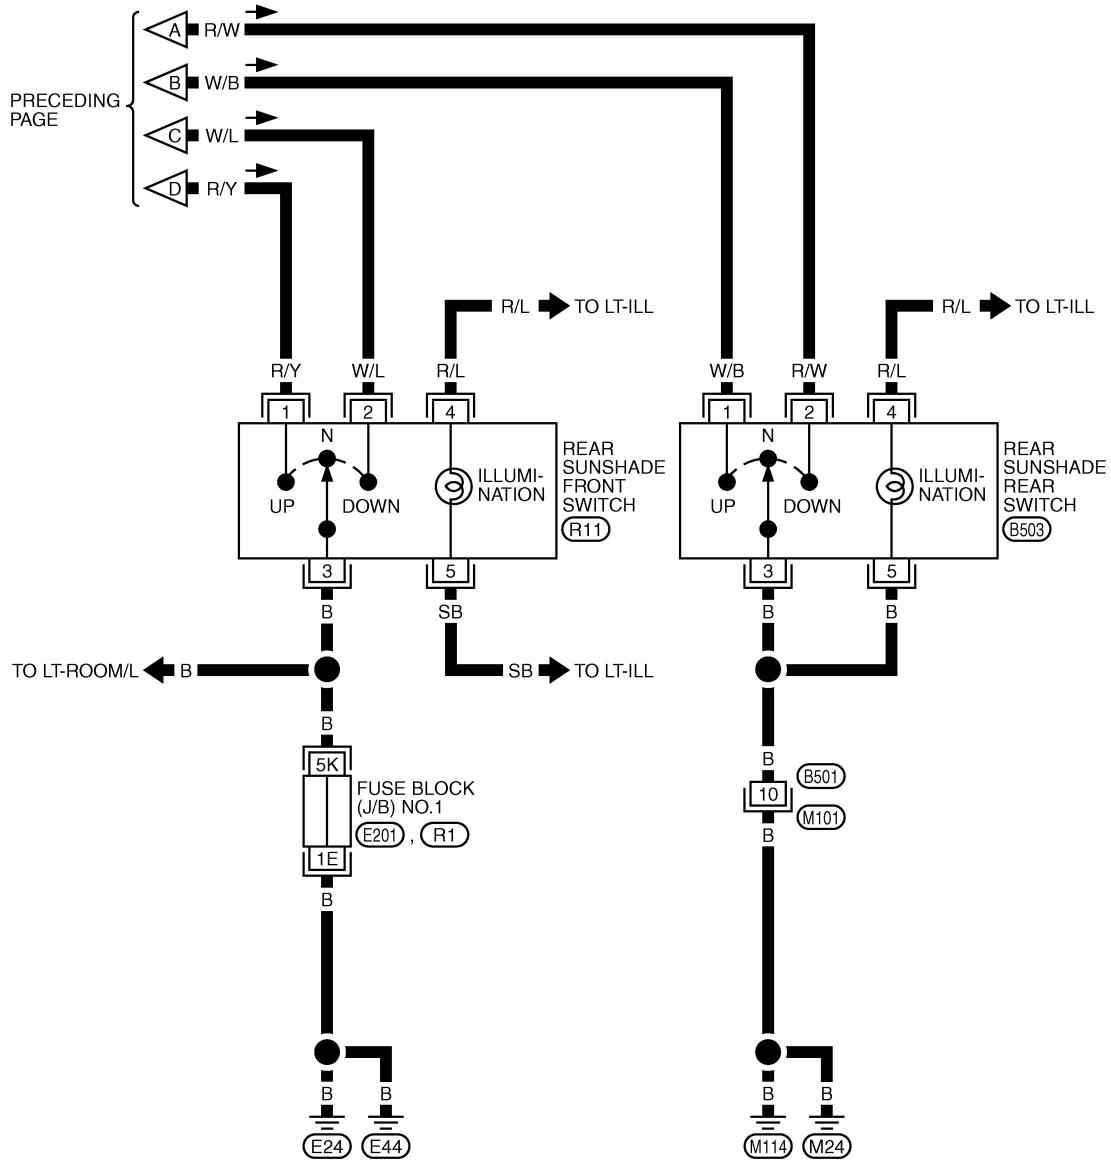 A R/W
B W/B
PRECEDING
PAGE
C W/L
D R/Y
R/L TO LT-ILL
R/L TO LT-ILL
R/Y W/L R/L W/B R/W R/L
1 2 4 1 2 4
N N
UP DOWN
ILLUMI-
NATION
REAR
SUNSHADE
FRONT
SWITCH
R11
UP DOWN
ILLUMI-
NATION
REAR
SUNSHADE
REAR
SWITCH
B503
3 5 3 5
B SB B B
TO LT-ROOM/L B SB TO LT-ILL
B
5K
FUSE BLOCK
(J/B) NO.1
E201 , R1
1E
B
B
B501
10
M101
B
B B B B
E24 E44 M114 M24